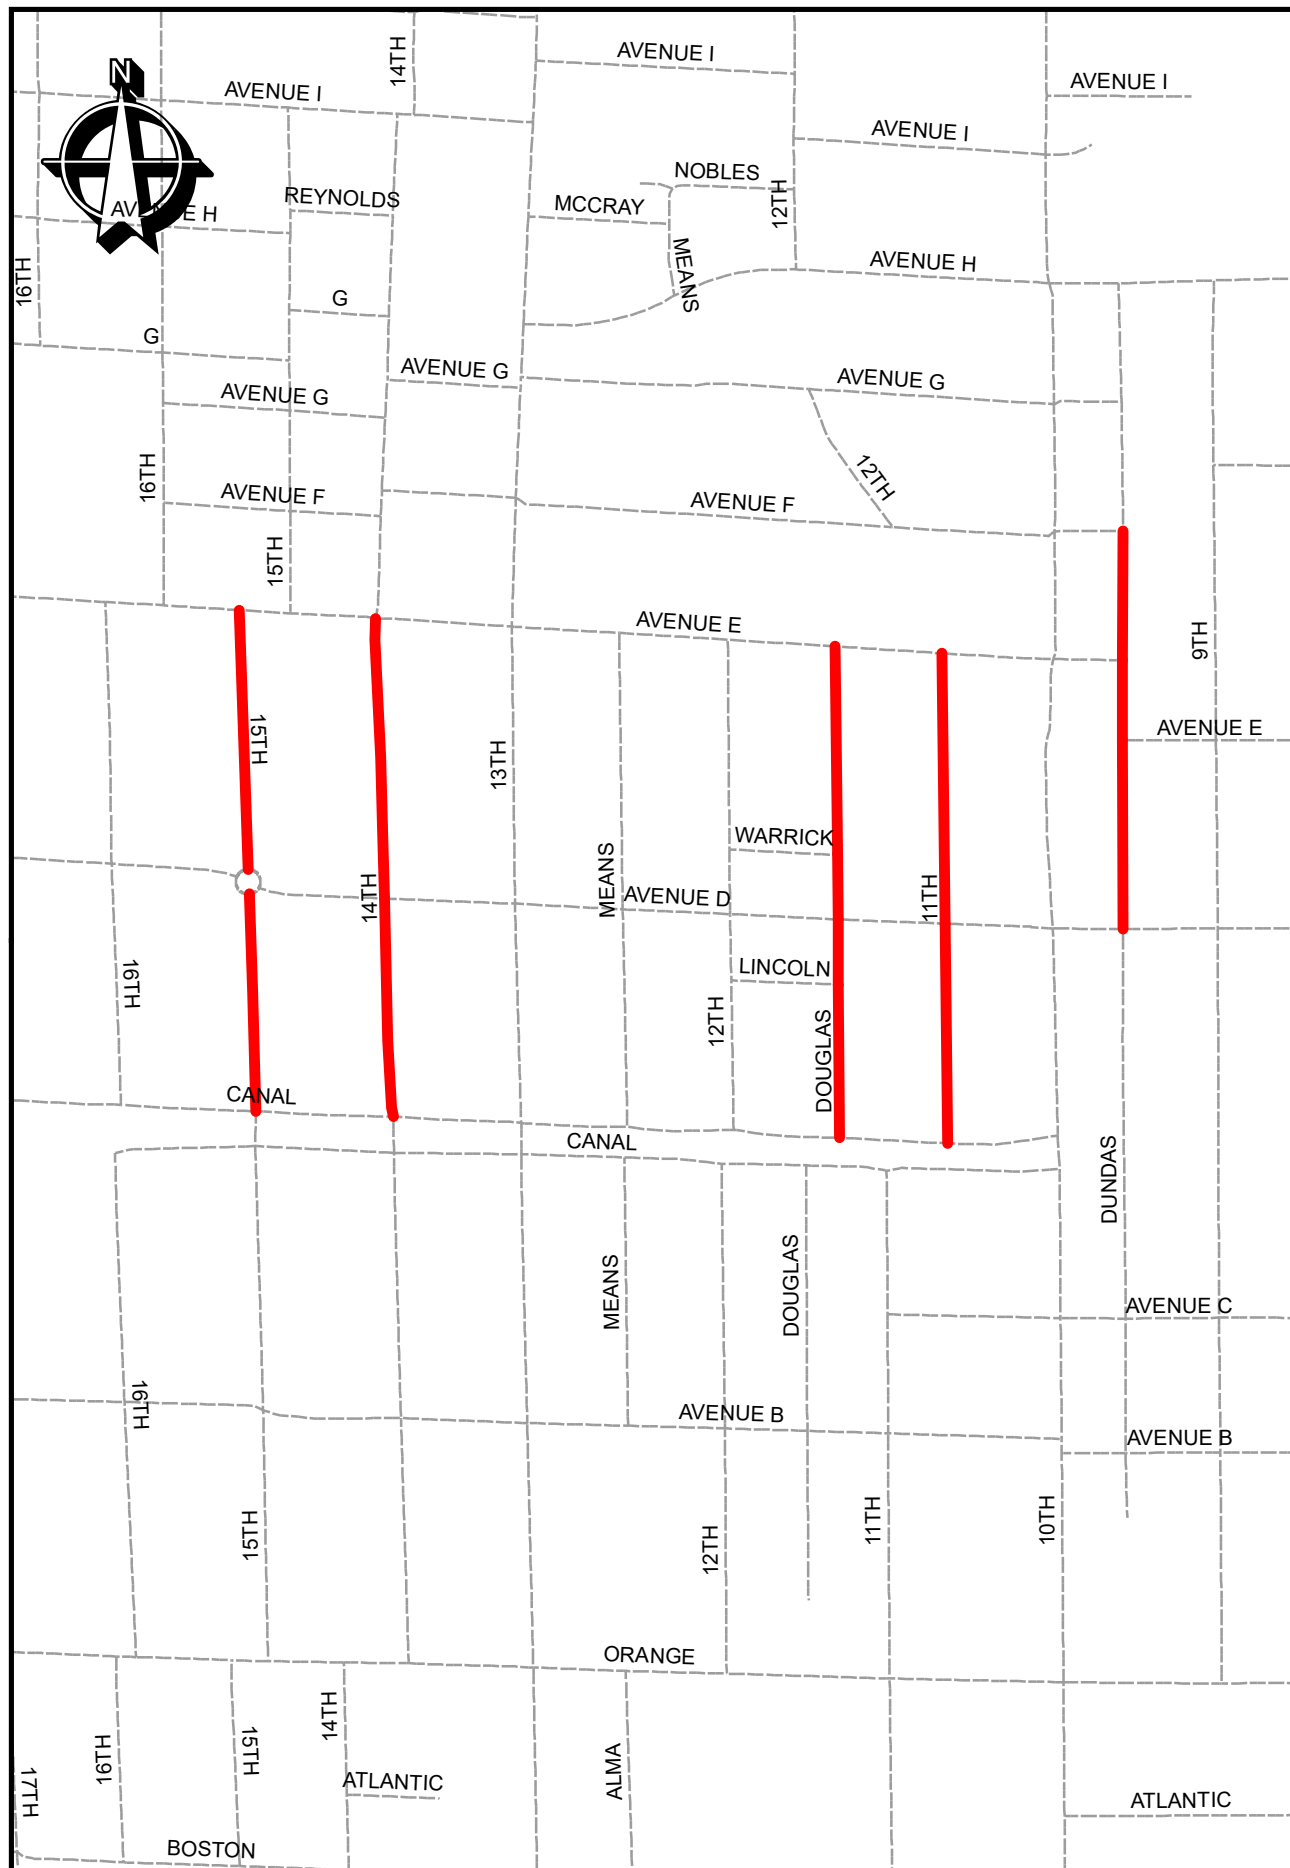 14TH
AVENUE I
AVENUE I
N
AVENUE I
AVENUE I
NOBLES
REYNOLDS
MCCRAY
12TH
AVENUE H
AVENUE H
16TH
MEANS
G
G
AVENUE G
AVENUE G
AVENUE G
16TH
12TH
AVENUE F
AVENUE F
15TH
AVENUE E
9TH
15TH
AVENUE E
13TH
WARRICK
MEANS
14TH
AVENUE D
11TH
LINCOLN
16TH
12TH
DOUGLAS
CANAL
CANAL
DUNDAS
MEANS
DOUGLAS
AVENUE C
16TH
AVENUE B
AVENUE B
15TH
12TH
11TH
10TH
ORANGE
14TH
16TH
15TH
ALMA
17TH
ATLANTIC
ATLANTIC
BOSTON